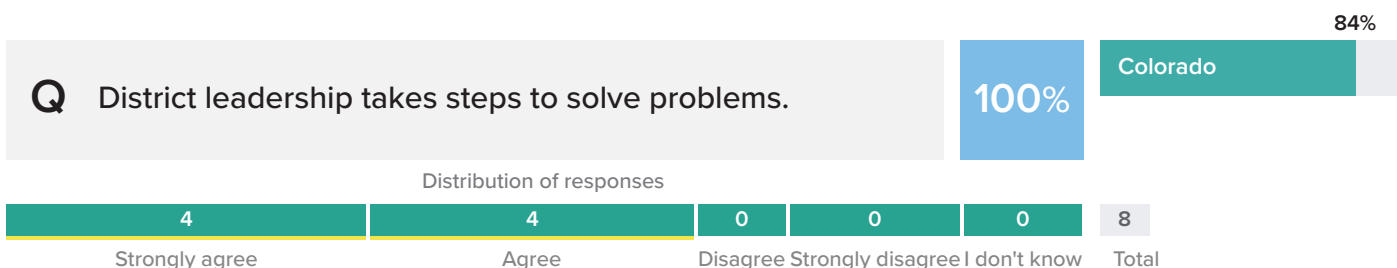 84%
Q District leadership takes steps to solve problems.
100%
Colorado
Distribution of responses
4 4 0 0 0 8
Strongly agree Agree Disagree Strongly disagree I don't know Total